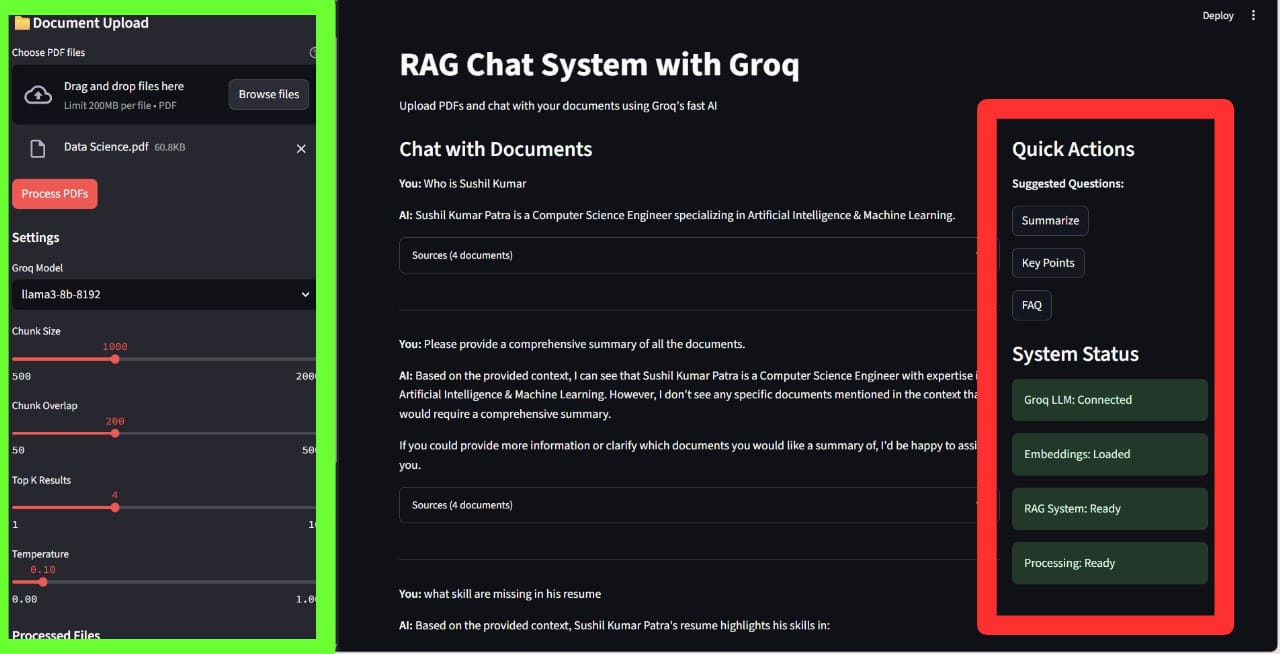 Document Upload
Choose PDF files
Drag and drop files here
Limit 200MB per file • PDF
Browse files
Data Science.pdf 60.8KB
Process PDFs
Settings
Groq Model
llama3-8b-8192
Chunk Size
1000
500
Chunk Overlap
200
50
Top K Results
4
1
Temperature
0.10
0.00
Processed Files
Deploy
RAG Chat System with Groq
Upload PDFs and chat with your documents using Groq's fast AI
Chat with Documents
You: Who is Sushil Kumar
AI: Sushil Kumar Patra is a Computer Science Engineer specializing in Artificial Intelligence & Machine Learning.
Sources (4 documents)
You: Please provide a comprehensive summary of all the documents.
AI: Based on the provided context, I can see that Sushil Kumar Patra is a Computer Science Engineer with expertise
Artificial Intelligence & Machine Learning. However, I don't see any specific documents mentioned in the context
would require a comprehensive summary.
If you could provide more information or clarify which documents you would like a summary of, I'd be happy to
you.
Sources (4 documents)
You: what skill are missing in his resume
AI: Based on the provided context, Sushil Kumar Patra's resume highlights his skills in:
Quick Actions
Suggested Questions:
Summarize
Key Points
FAQ
System Status
Groq LLM: Connected
Embeddings: Loaded
RAG System: Ready
Processing: Ready